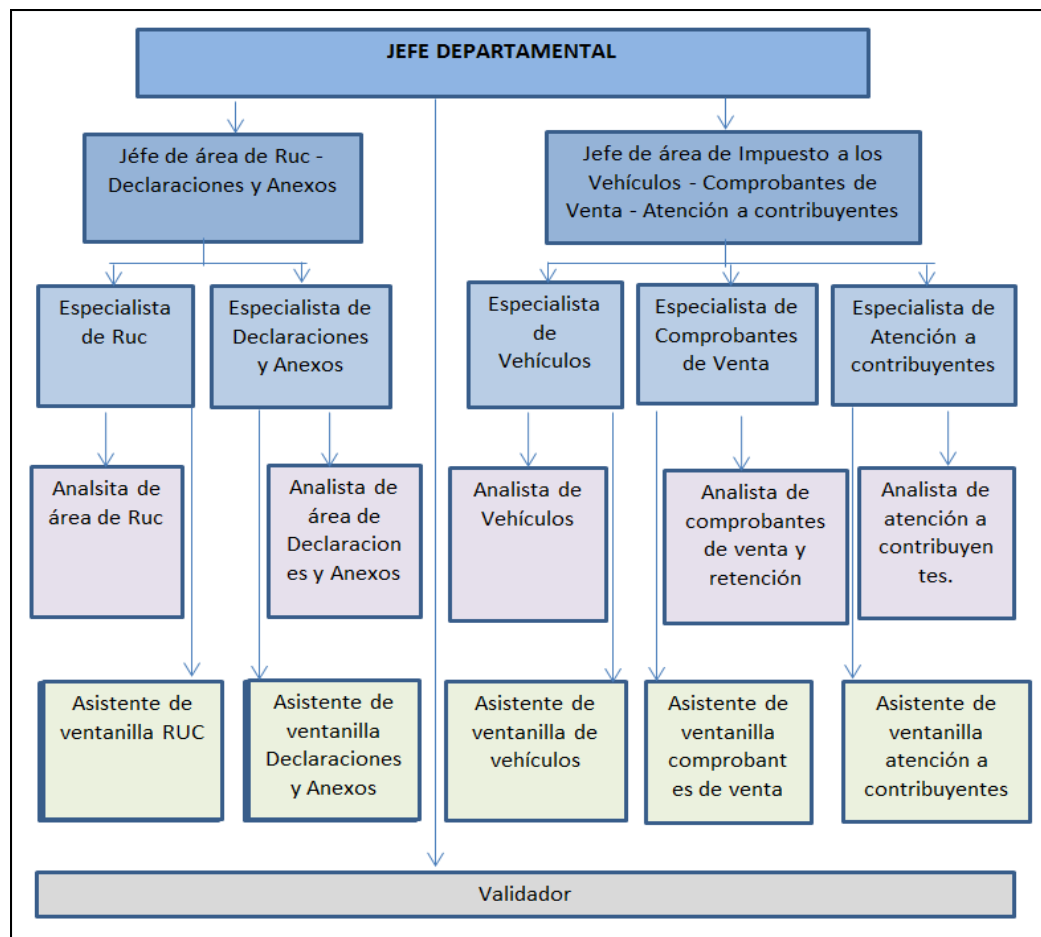 JEFE DEPARTAMENTAL
Jéfe de área de Ruc -
Declaraciones y Anexos
Jefe de área de Impuesto a los
Vehículos - Comprobantes de
Venta - Atención a contribuyentes
Especialista
de Ruc
Especialista de
Declaraciones
y Anexos
Especialista
de
Vehículos
Especialista de
Comprobantes
de Venta
Especialista de
Atención a
contribuyentes
Analsita de
área de Ruc
Analista de
área de
Declaracion
es y Anexos
Analista de
Vehículos
Analista de
comprobantes
de venta y
retención
Analista de
atención a
contribuyen
tes.
Asistente de
ventanilla RUC
Asistente de
ventanilla
Declaraciones
y Anexos
Asistente de
ventanilla de
vehículos
Asistente de
ventanilla
comprobant
es de venta
Asistente de
ventanilla
atención a
contribuyentes
Validador